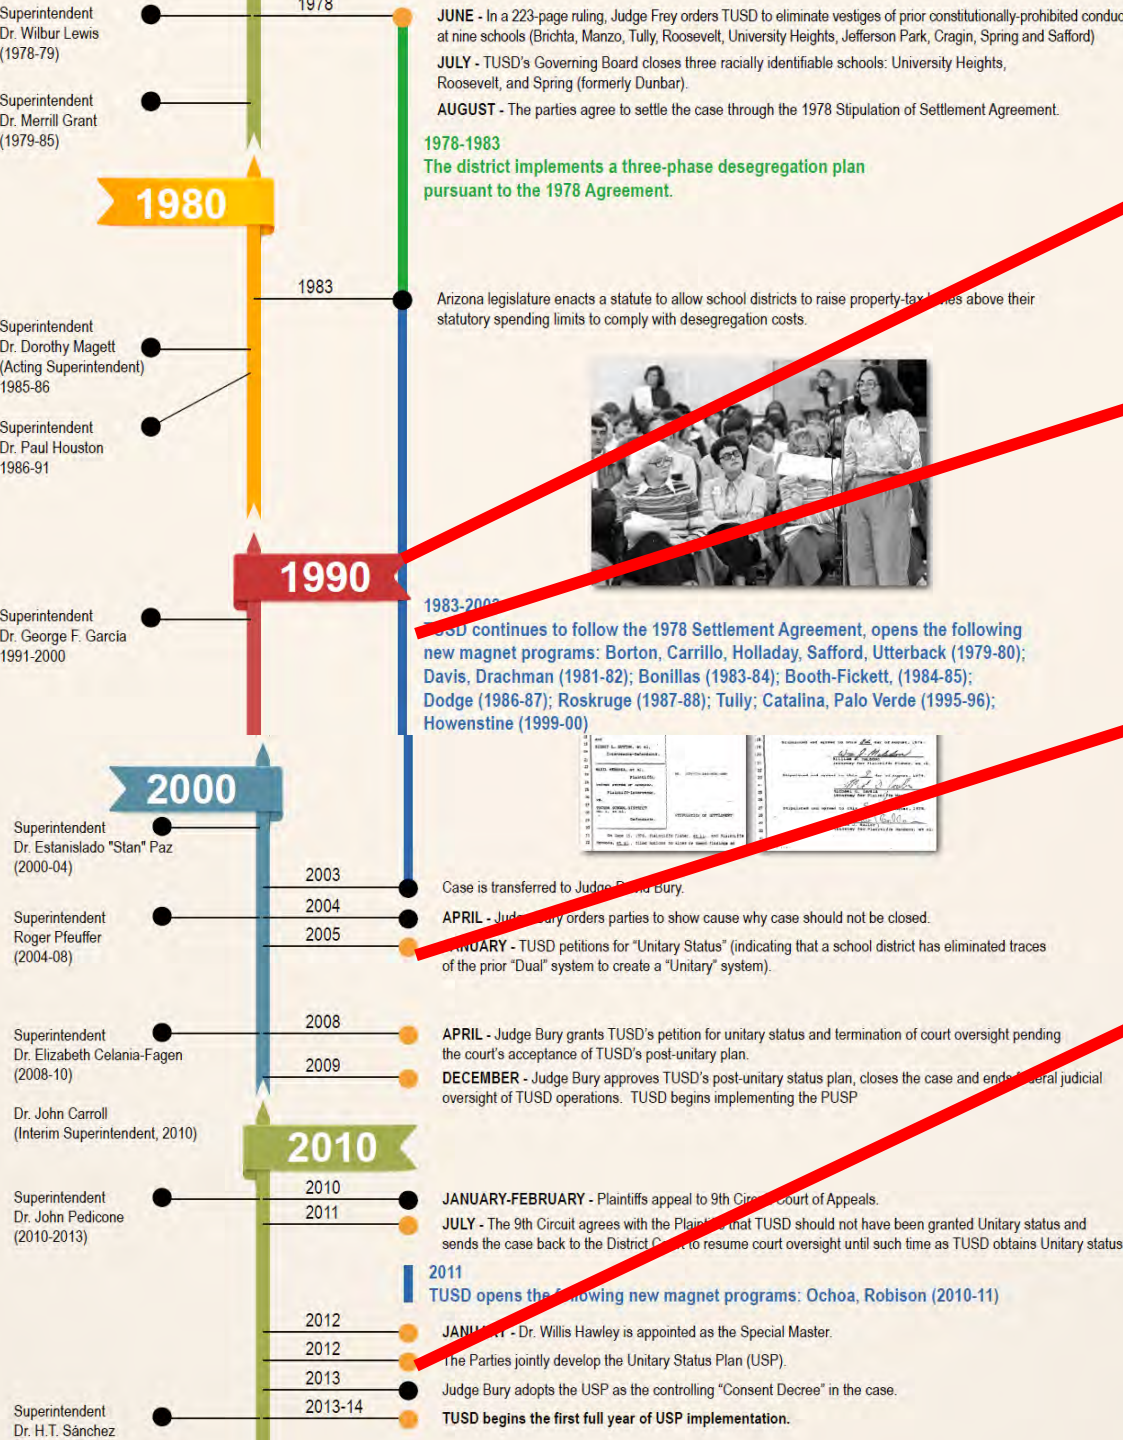 Superintendent
Dr. Wilbur Lewis
(1978-79)
1978
JUNE - In a 223-page ruling, Judge Frey orders TUSD to eliminate vestiges of prior constitutionally-prohibited
at nine schools (Brichta, Manzo, Tully, Roosevelt, University Heights, Jefferson Park, Cragin, Spring and Safford)
JULY - TUSD's Governing Board closes three racially identifiable schools: University Heights,
Roosevelt, and Spring (formerly Dunbar).
Superintendent
Dr. Merrill Grant
(1979-85)
AUGUST - The parties agree to settle the case through the 1978 Stipulation of Settlement Agreement.
1978-1983
The district implements a three-phase desegregation plan
pursuant to the 1978 Agreement.
1980
1983
Arizona legislature enacts a statute to allow school districts to raise property-tax above their
statutory spending limits to comply with desegregation costs.
Superintendent
Dr. Dorothy Magett
(Acting Superintendent)
1985-86
Superintendent
Dr. Paul Houston
1986-91
1990
Superintendent
Dr. George F. Garcia
1991-2000
1983-2003
TUSD continues to follow the 1978 Settlement Agreement, opens the following
new magnet programs: Borton, Carrillo, Holladay, Safford, Utterback (1979-80);
Davis, Drachman (1981-82); Bonillas (1983-84); Booth-Fickett, (1984-85);
Dodge (1986-87); Roskruge (1987-88); Tully; Catalina, Palo Verde (1995-96);
Howenstine (1999-00)
2000
Superintendent
Dr. Estanislado "Stan" Paz
(2000-04)
2003
Case is transferred to Judge David Bury.
2004
APRIL - Judge Bury orders parties to show cause why case should not be closed.
Superintendent
Roger Pfeuffer
(2004-08)
2005
JANUARY - TUSD petitions for “Unitary Status” (indicating that a school district has eliminated traces
of the prior “Dual” system to create a “Unitary” system).
Superintendent
Dr. Elizabeth Celania-Fagen
(2008-10)
2008
APRIL - Judge Bury grants TUSD's petition for unitary status and termination of court oversight pending
the court's acceptance of TUSD's post-unitary plan.
2009
DECEMBER - Judge Bury approves TUSD's post-unitary status plan, closes the case and ends federal judicial
oversight of TUSD operations. TUSD begins implementing the PUSP
Dr. John Carroll
(Interim Superintendent, 2010)
2010
Superintendent
Dr. John Pedicone
(2010-2013)
2010
JANUARY-FEBRUARY - Plaintiffs appeal to 9th Circuit Court of Appeals.
2011
JULY - The 9th Circuit agrees with the Plaintiffs that TUSD should not have been granted Unitary status and
sends the case back to the District Court to resume court oversight until such time as TUSD obtains Unitary status
2011
TUSD opens the following new magnet programs: Ochoa, Robison (2010-11)
2012
JANUARY - Dr. Willis Hawley is appointed as the Special Master.
2012
The Parties jointly develop the Unitary Status Plan (USP).
2013
Judge Bury adopts the USP as the controlling “Consent Decree” in the case.
2013-14
TUSD begins the first full year of USP implementation.
Superintendent
Dr. H.T. Sánchez